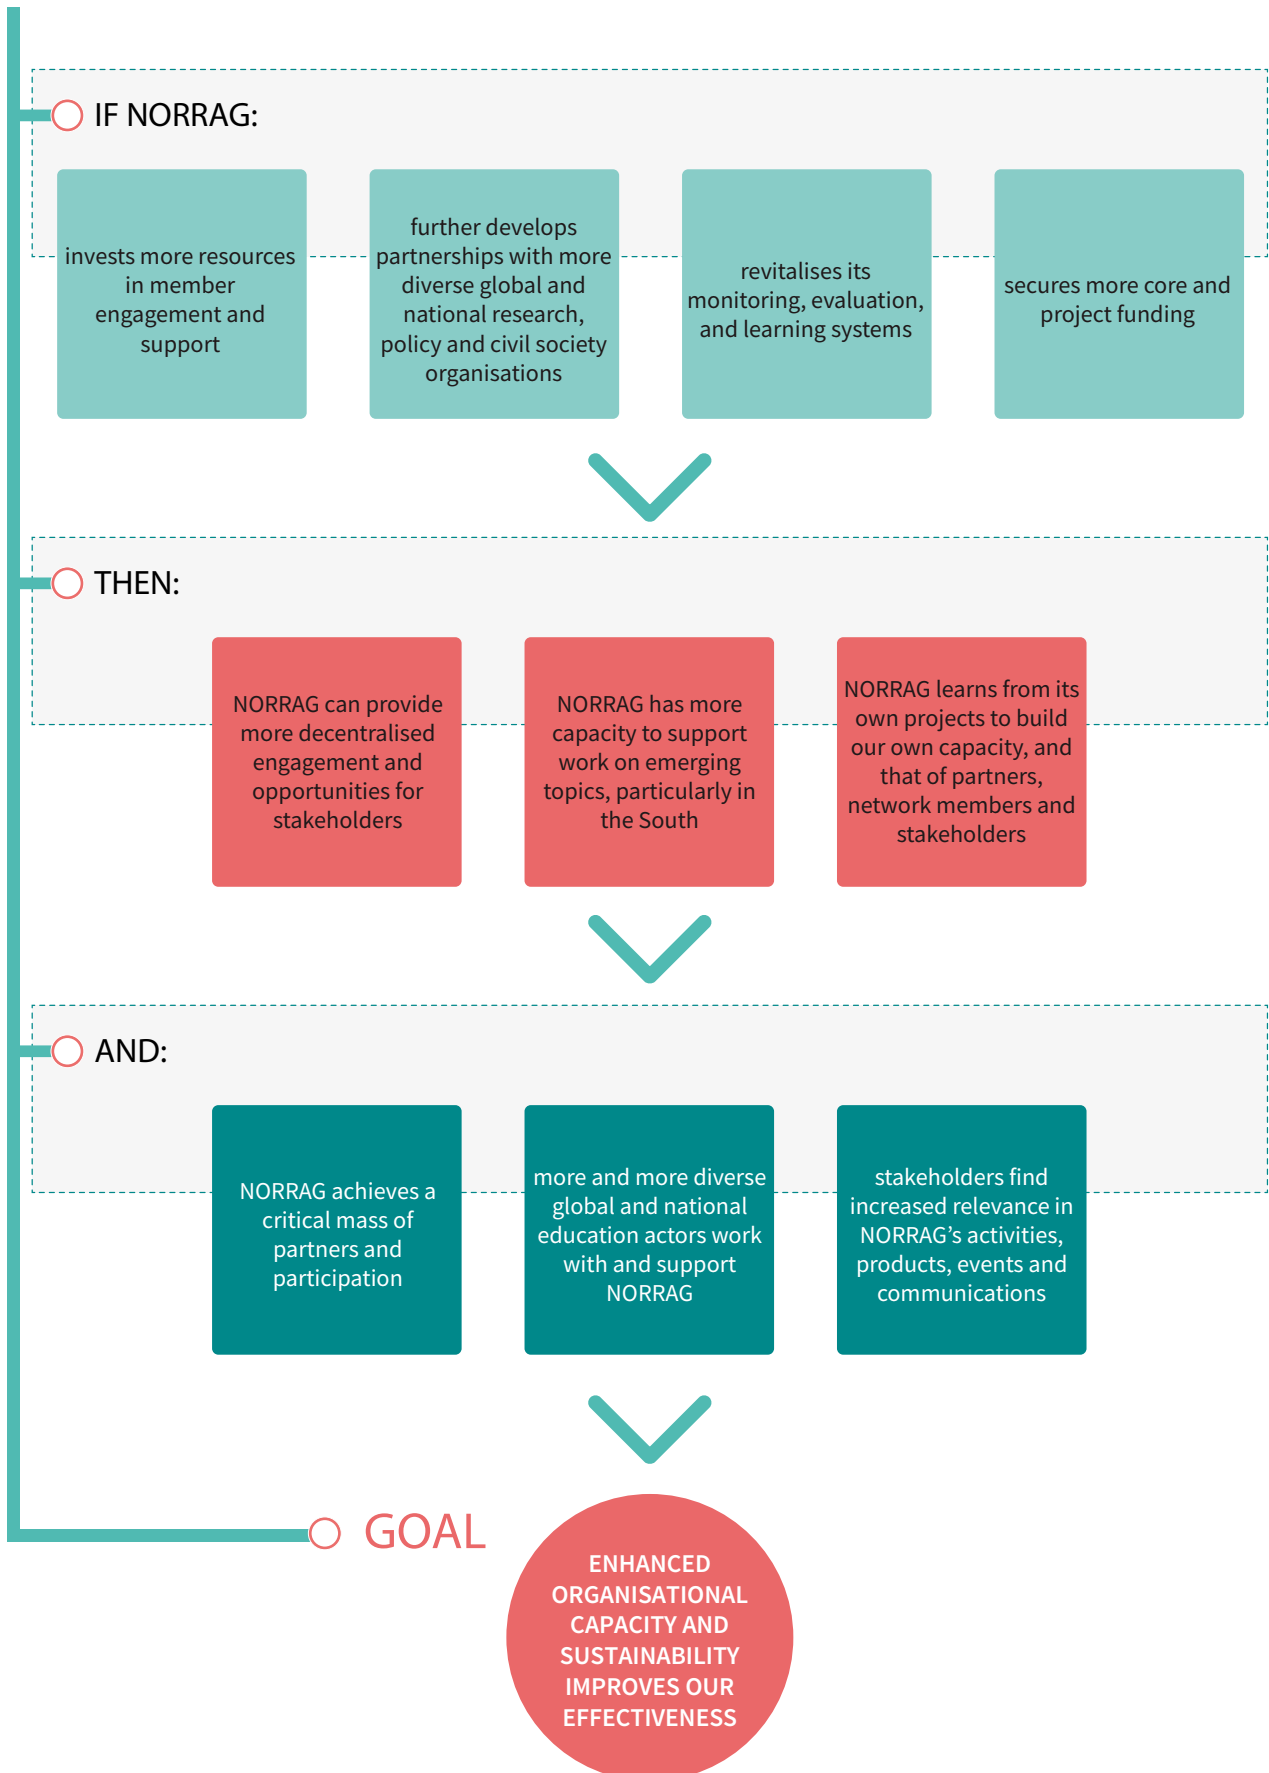 IF NORRAG:
invests more resources
in member
engagement and
support
further develops
partnerships with more
diverse global and
national research,
policy and civil society
organisations
revitalises its
monitoring, evaluation,
and learning systems
secures more core and
project funding
THEN:
NORRAG can provide
more decentralised
engagement and
opportunities for
stakeholders
NORRAG has more
capacity to support
work on emerging
topics, particularly in
the South
NORRAG learns from its
own projects to build
our own capacity, and
that of partners,
network members and
stakeholders
AND:
NORRAG achieves a
critical mass of
partners and
participation
more and more diverse
global and national
education actors work
with and support
NORRAG
stakeholders find
increased relevance in
NORRAG’s activities,
products, events and
communications
GOAL
ENHANCED
ORGANISATIONAL
CAPACITY AND
SUSTAINABILITY
IMPROVES OUR
EFFECTIVENESS